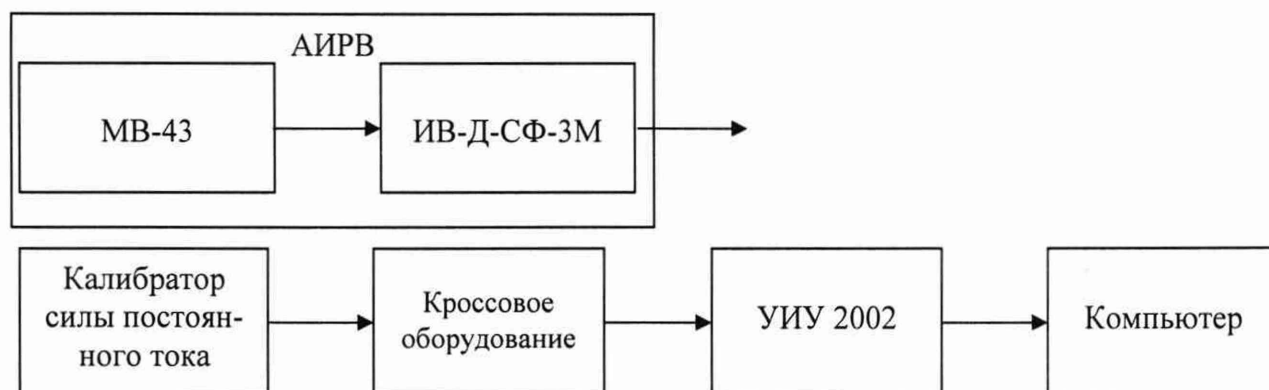 АИРВ
МВ-43
ИВ-Д-СФ-3М
Калибратор
силы постоян-
ного тока
Кроссовое
оборудование
УИУ 2002
Компьютер